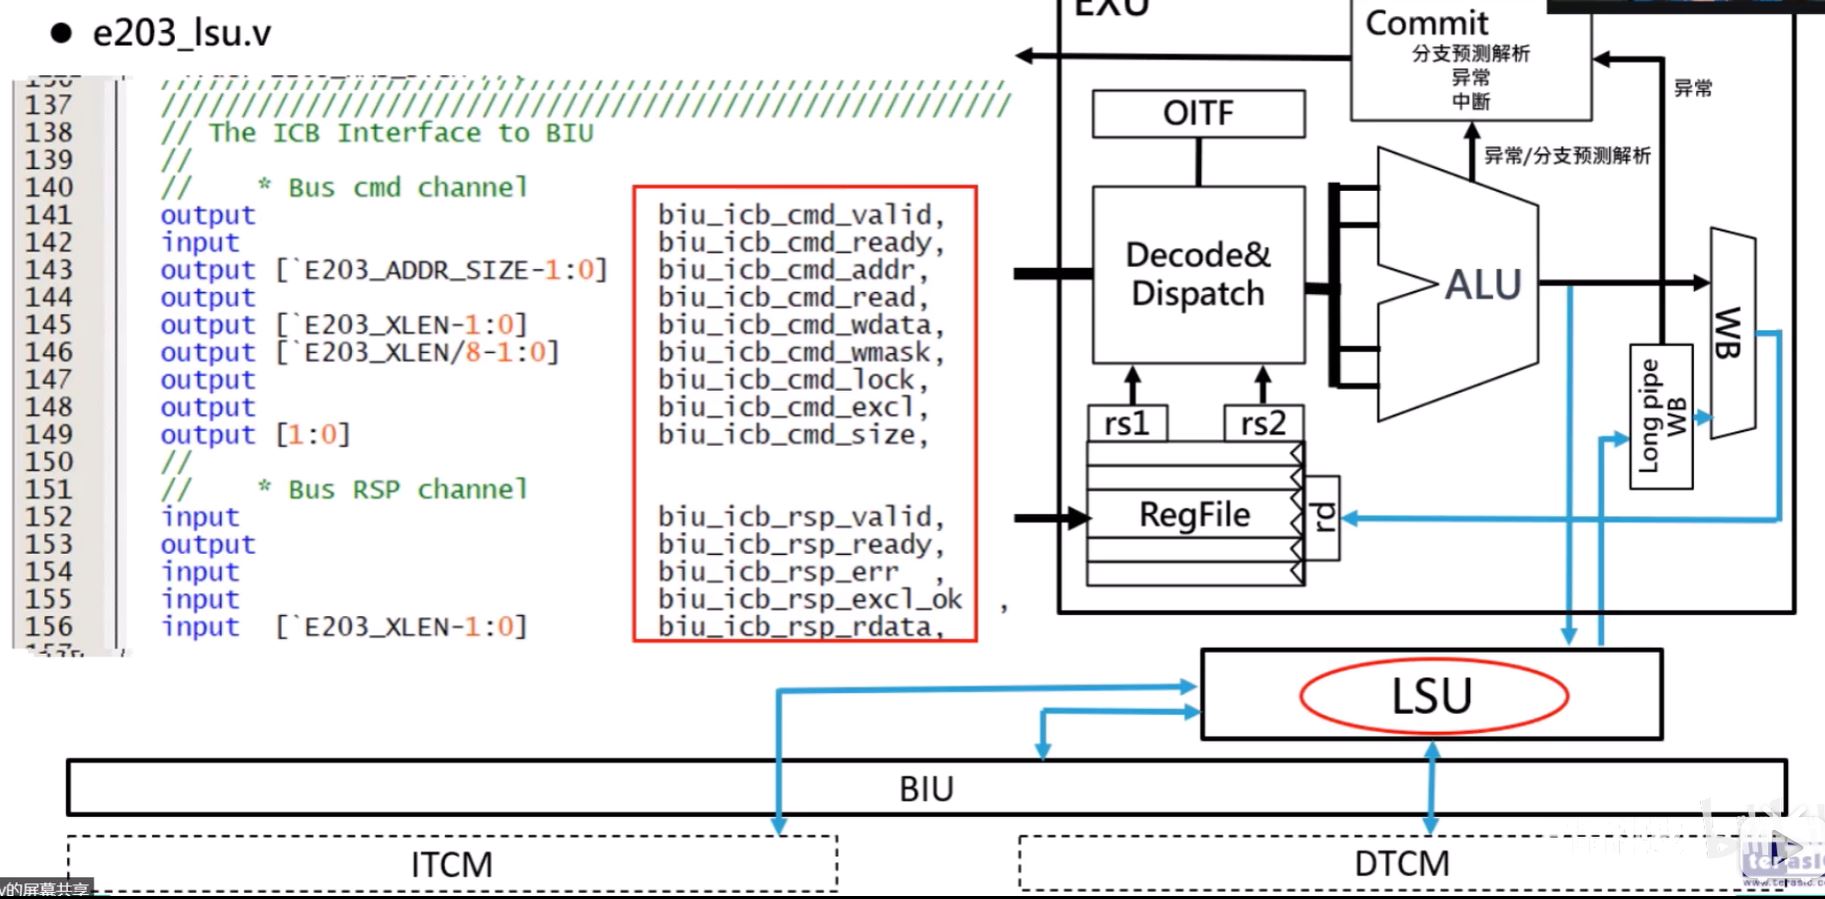 ● e203_lsu.v
137 ////////////////////////////////////////////////////
138 // The ICB Interface to BIU
139 //
140 //    * Bus cmd channel
141 output                          biu_icb_cmd_valid,
142 input                           biu_icb_cmd_ready,
143 output [`E203_ADDR_SIZE-1:0]    biu_icb_cmd_addr,
144 output                          biu_icb_cmd_read,
145 output [`E203_XLEN-1:0]         biu_icb_cmd_wdata,
146 output [`E203_XLEN/8-1:0]       biu_icb_cmd_wmask,
147 output                          biu_icb_cmd_lock,
148 output                          biu_icb_cmd_excl,
149 output [1:0]                    biu_icb_cmd_size,
150 //
151 //    * Bus RSP channel
152 input                           biu_icb_rsp_valid,
153 output                          biu_icb_rsp_ready,
154 input                           biu_icb_rsp_err  ,
155 input                           biu_icb_rsp_excl_ok  ,
156 input  [`E203_XLEN-1:0]         biu_icb_rsp_rdata,
EXU
Commit
分支预测解析
异常
中断
异常
OITF
异常/分支预测解析
Decode&
Dispatch
ALU
WB
Long pipe
WB
rs1
rs2
RegFile
rd
LSU
BIU
ITCM
DTCM
v的屏幕共享